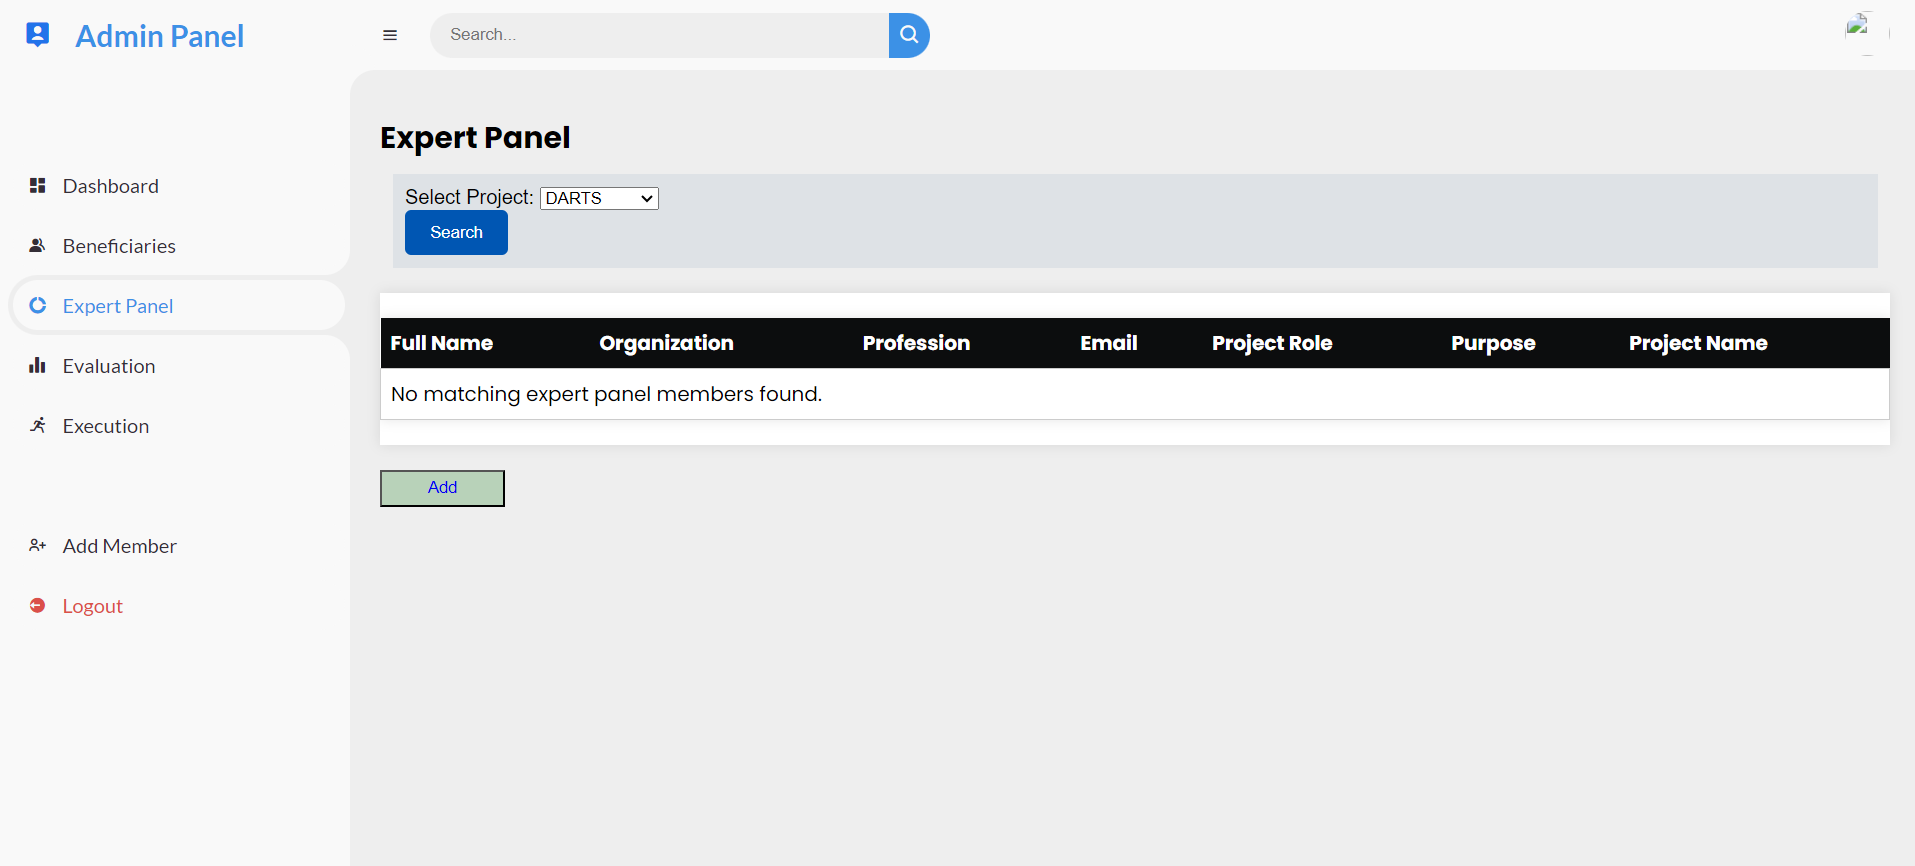 Admin Panel
Search...
Dashboard
Beneficiaries
Expert Panel
Evaluation
Execution
Add Member
Logout
Expert Panel
Select Project: DARTS
Search
Full Name Organization Profession Email Project Role Purpose Project Name
No matching expert panel members found.
Add